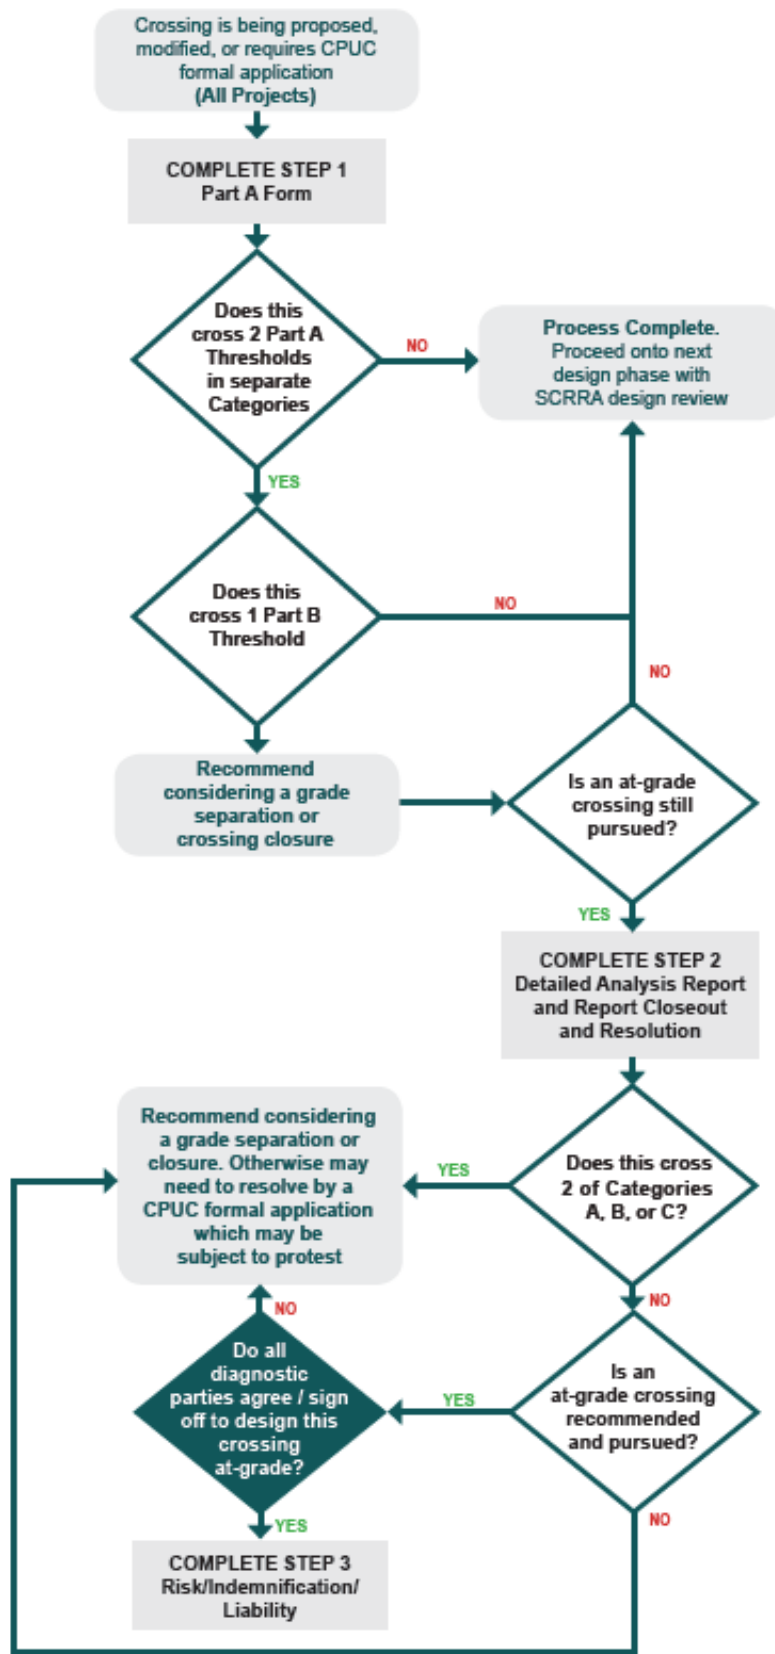 Crossing is being proposed,
modified, or requires CPUC
formal application
(All Projects)
COMPLETE STEP 1
Part A Form
Does this
cross 2 Part A
Thresholds
in separate
Categories
NO
Process Complete.
Proceed onto next
design phase with
SCRRA design review
YES
Does this
cross 1 Part B
Threshold
NO
NO
Recommend
considering a grade
separation or
crossing closure
Is an at-grade
crossing still
pursued?
YES
COMPLETE STEP 2
Detailed Analysis Report
and Report Closeout
and Resolution
Recommend considering
a grade separation or
closure. Otherwise may
need to resolve by a
CPUC formal application
which may be
subject to protest
YES
Does this cross
2 of Categories
A, B, or C?
NO
NO
Do all
diagnostic
parties agree / sign
off to design this
crossing
at-grade?
YES
Is an
at-grade crossing
recommended
and pursued?
YES
NO
COMPLETE STEP 3
Risk/Indemnification/
Liability